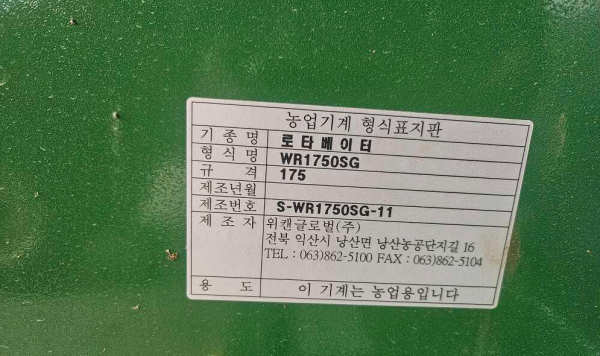 농업기계 형식표지판
기종명 로타베이터
형식명 WR1750SG
규격 175
제조년월
제조번호 S-WR1750SG-11
제조자 위캔글로벌(주)
전북 익산시 낭산면 낭산농공단지길 16
TEL : 063)862-5100 FAX : 063)862-5104
용도 이 기계는 농업용입니다